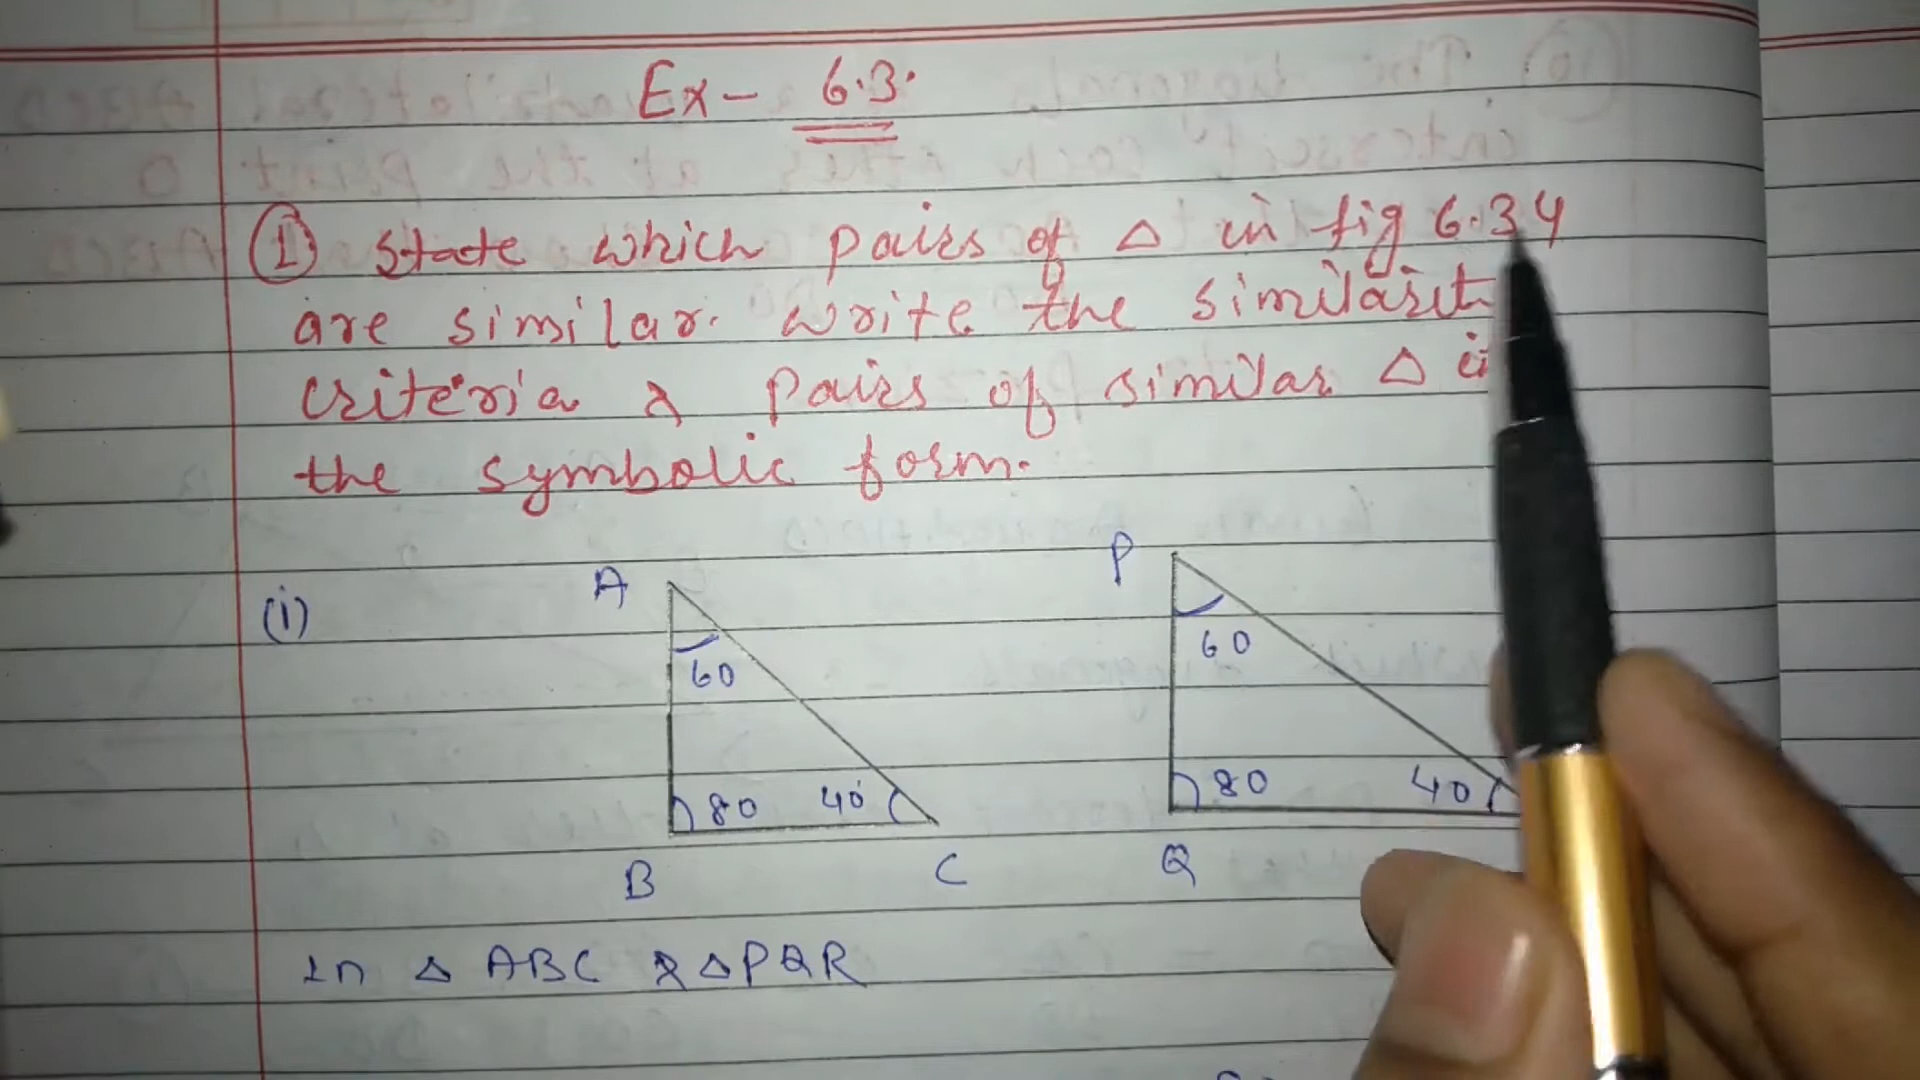 Ex- 6.3.
① State which pairs of △ in fig 6.34
are similar. write the similarit
criteria & pairs of similar △ in
the symbolic form.
(i)
A
P
60
60
80 40
80 40
B C Q
In △ ABC & △PQR